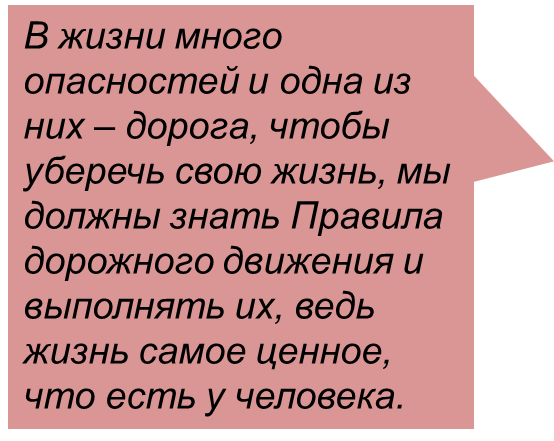 В жизни много
опасностей и одна из
них – дорога, чтобы
уберечь свою жизнь, мы
должны знать Правила
дорожного движения и
выполнять их, ведь
жизнь самое ценное,
что есть у человека.